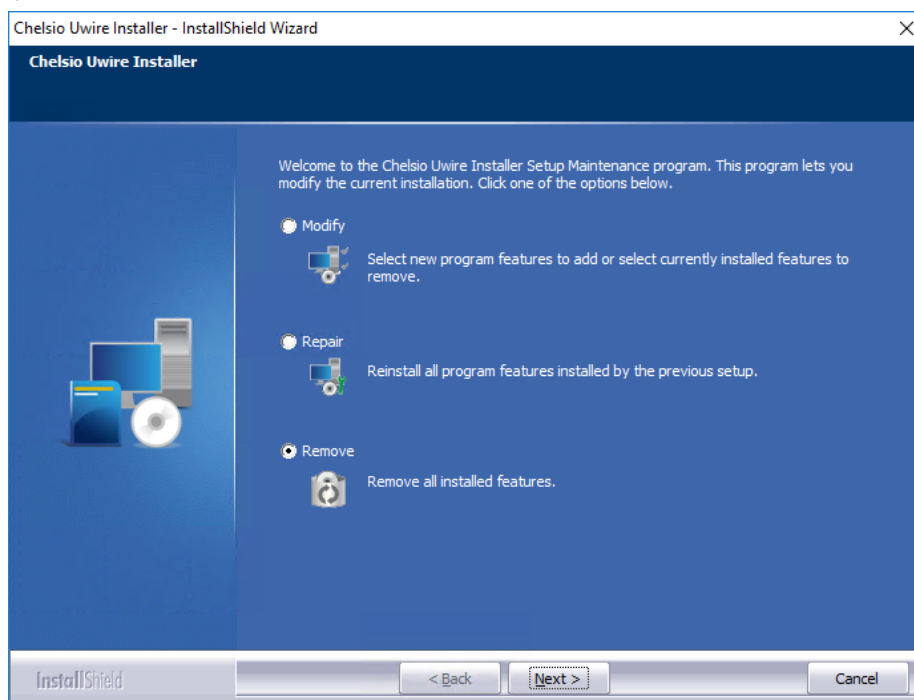 Chelsio Uwire Installer - InstallShield Wizard
Chelsio Uwire Installer
Welcome to the Chelsio Uwire Installer Setup Maintenance program. This program lets you
modify the current installation. Click one of the options below.
Modify
Select new program features to add or select currently installed features to
remove.
Repair
Reinstall all program features installed by the previous setup.
Remove
Remove all installed features.
InstallShield
< Back
Next >
Cancel